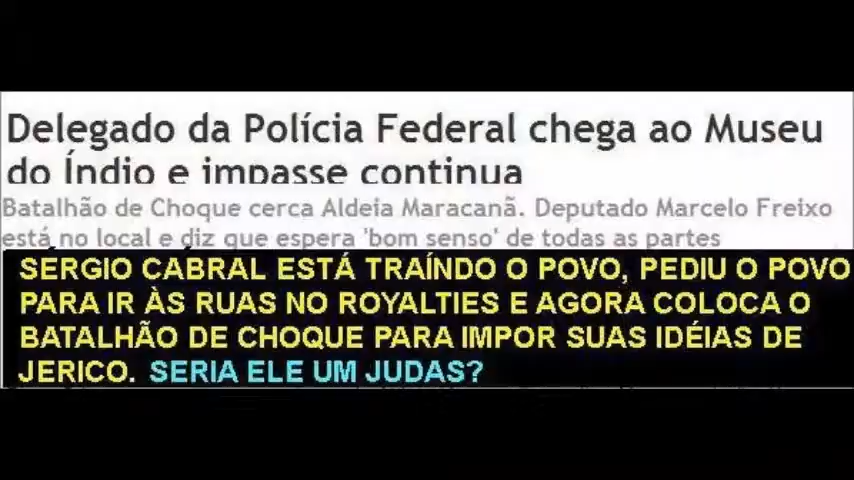 Delegado da Polícia Federal chega ao Museu
do Índio e impasse continua
Batalhão de Choque cerca Aldeia Maracanã. Deputado Marcelo Freixo
está no local e diz que espera 'bom senso' de todas as partes
SERGIO CABRAL ESTÁ TRAÍNDO O POVO, PEDIU O POVO
PARA IR ÀS RUAS NO ROYALTIES E AGORA COLOCA O
BATALHÃO DE CHOQUE PARA IMPOR SUAS IDÉIAS DE
JERICO. SERIA ELE UM JUDAS?